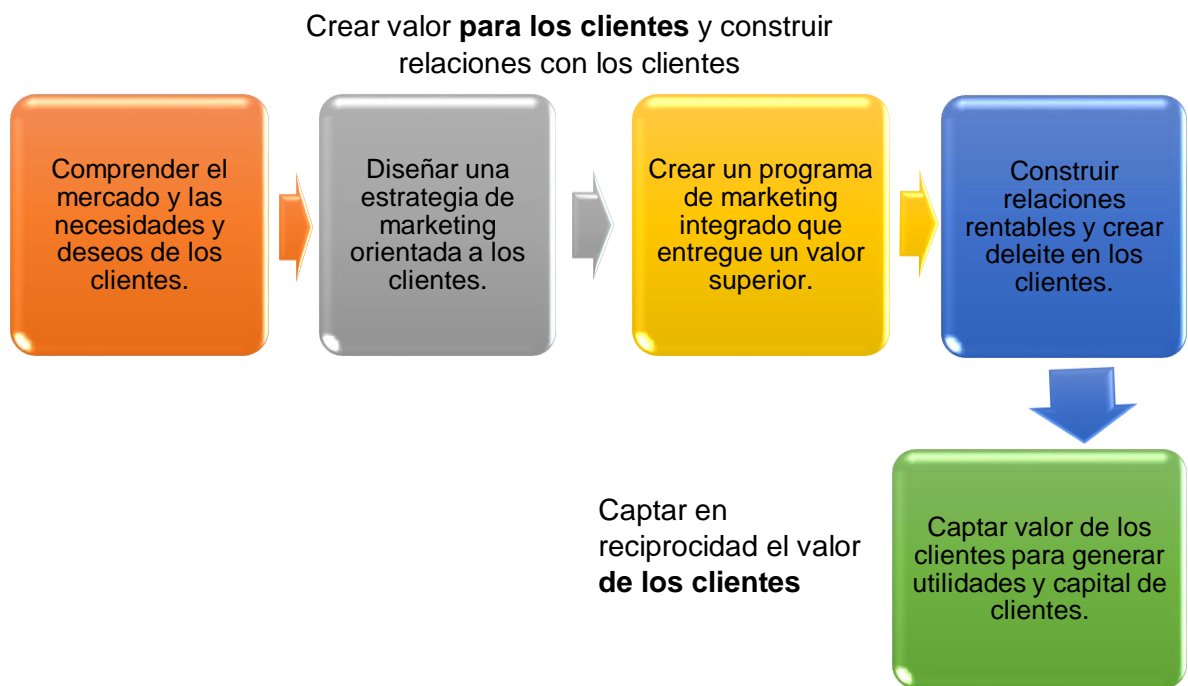 Crear valor para los clientes y construir
relaciones con los clientes
Comprender el
mercado y las
necesidades y
deseos de los
clientes.
Diseñar una
estrategia de
marketing
orientada a los
clientes.
Crear un programa
de marketing
integrado que
entregue un valor
superior.
Construir
relaciones
rentables y crear
deleite en los
clientes.
Captar en
reciprocidad el valor
de los clientes
Captar valor de los
clientes para generar
utilidades y capital de
clientes.